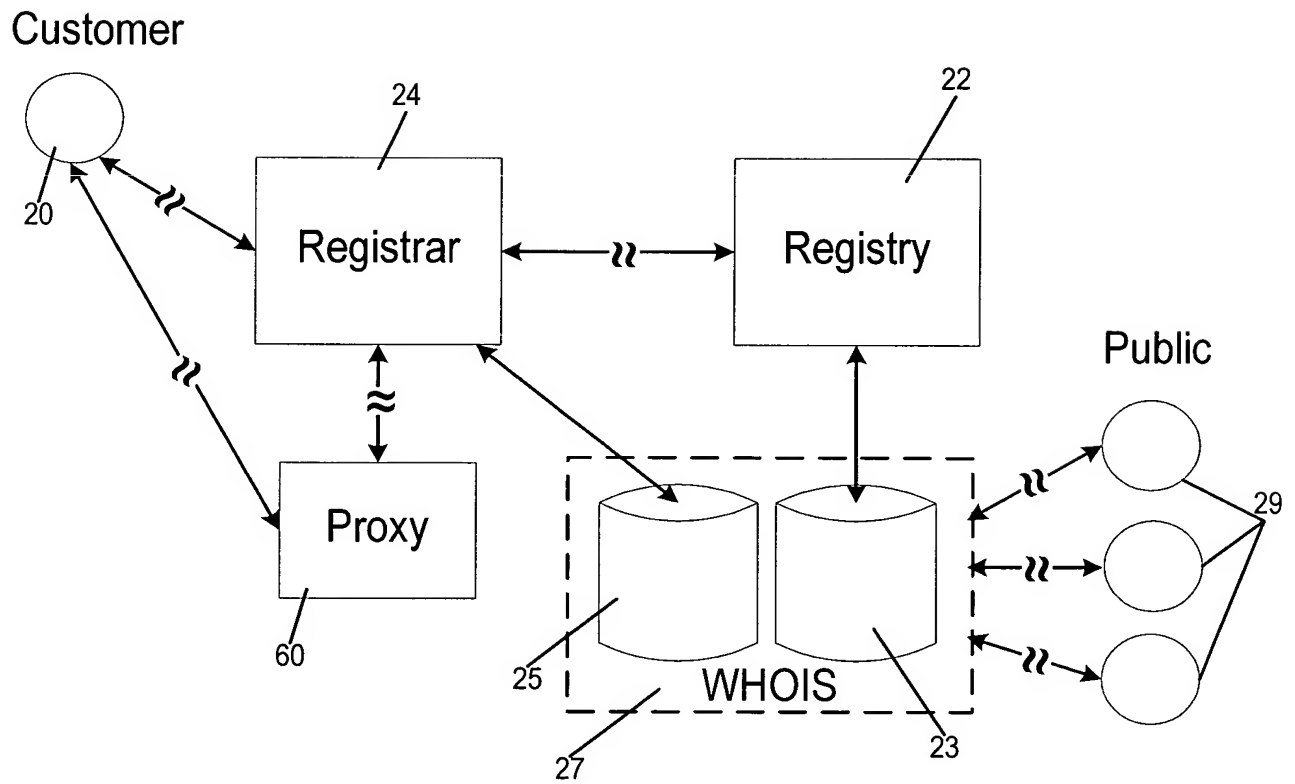 Customer
24
22
20
Registrar
Registry
Public
Proxy
29
60
25
WHOIS
23
27